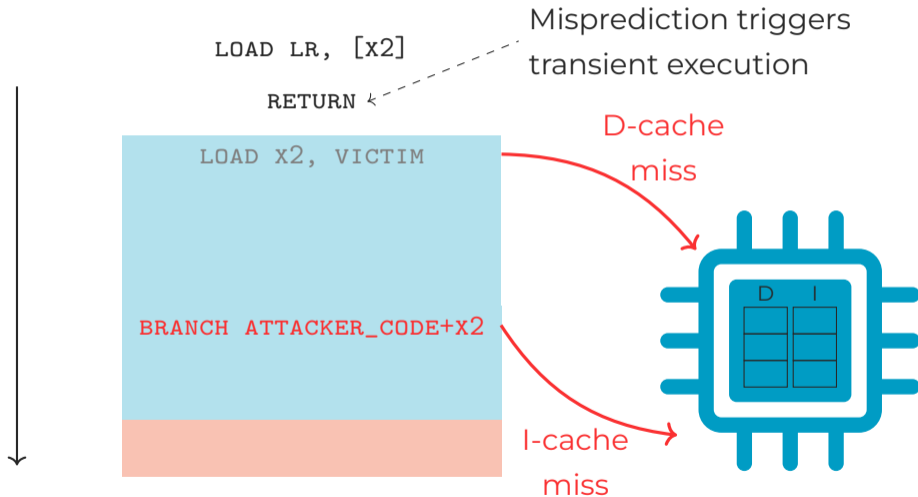 Misprediction triggers
transient execution
LOAD LR, [X2]
RETURN
LOAD X2, VICTIM
D-cache
miss
D I
BRANCH ATTACKER_CODE+X2
I-cache
miss